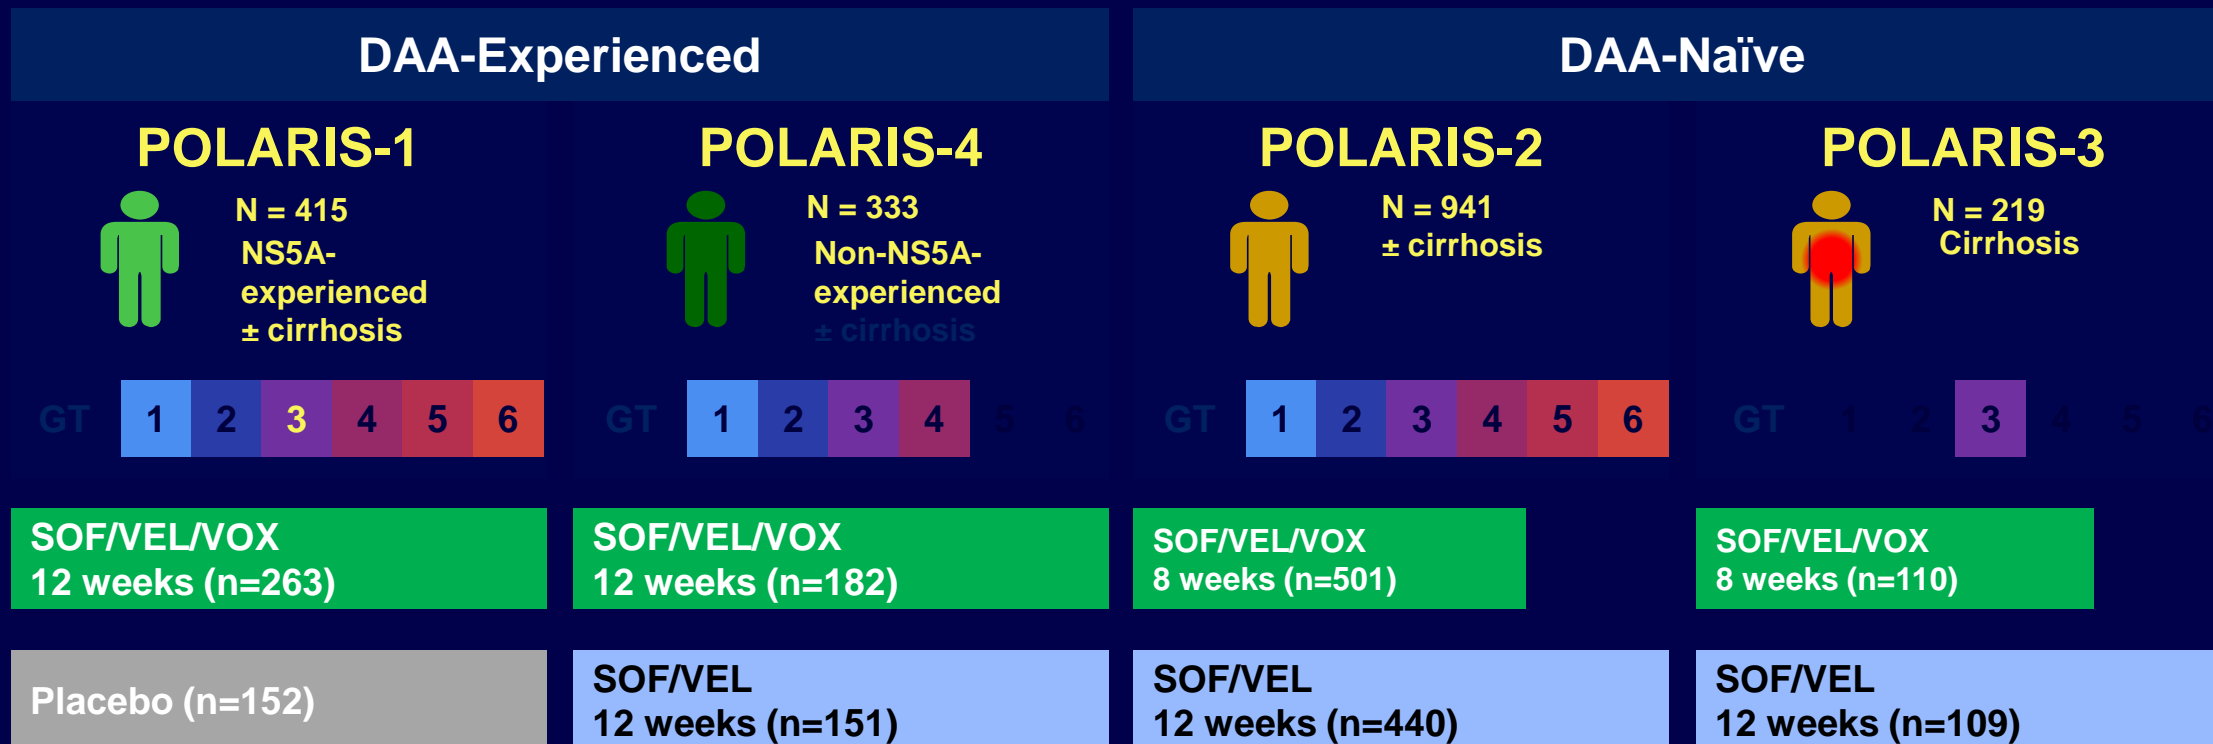 DAA-Experienced
DAA-Naïve
POLARIS-1
N = 415
NS5A-
experienced
± cirrhosis
GT 1 2 3 4 5 6
SOF/VEL/VOX
12 weeks (n=263)
Placebo (n=152)
POLARIS-4
N = 333
Non-NS5A-
experienced
± cirrhosis
GT 1 2 3 4 5 6
SOF/VEL/VOX
12 weeks (n=182)
SOF/VEL
12 weeks (n=151)
POLARIS-2
N = 941
± cirrhosis
GT 1 2 3 4 5 6
SOF/VEL/VOX
8 weeks (n=501)
SOF/VEL
12 weeks (n=440)
POLARIS-3
N = 219
Cirrhosis
GT 1 2 3 4 5 6
SOF/VEL/VOX
8 weeks (n=110)
SOF/VEL
12 weeks (n=109)